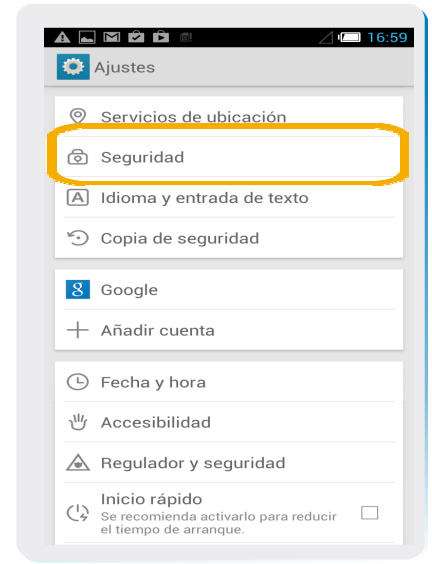 16:59
Ajustes
Servicios de ubicación
Seguridad
A Idioma y entrada de texto
Copia de seguridad
8 Google
Añadir cuenta
Fecha y hora
Accesibilidad
Regulador y seguridad
Inicio rápido
Se recomienda activarlo para reducir
el tiempo de arranque.